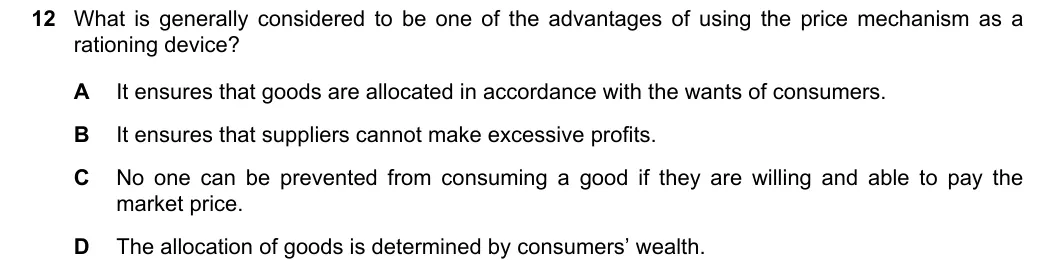 12 What is generally considered to be one of the advantages of using the price mechanism as a
rationing device?
A It ensures that goods are allocated in accordance with the wants of consumers.
B It ensures that suppliers cannot make excessive profits.
C No one can be prevented from consuming a good if they are willing and able to pay the
market price.
D The allocation of goods is determined by consumers’ wealth.